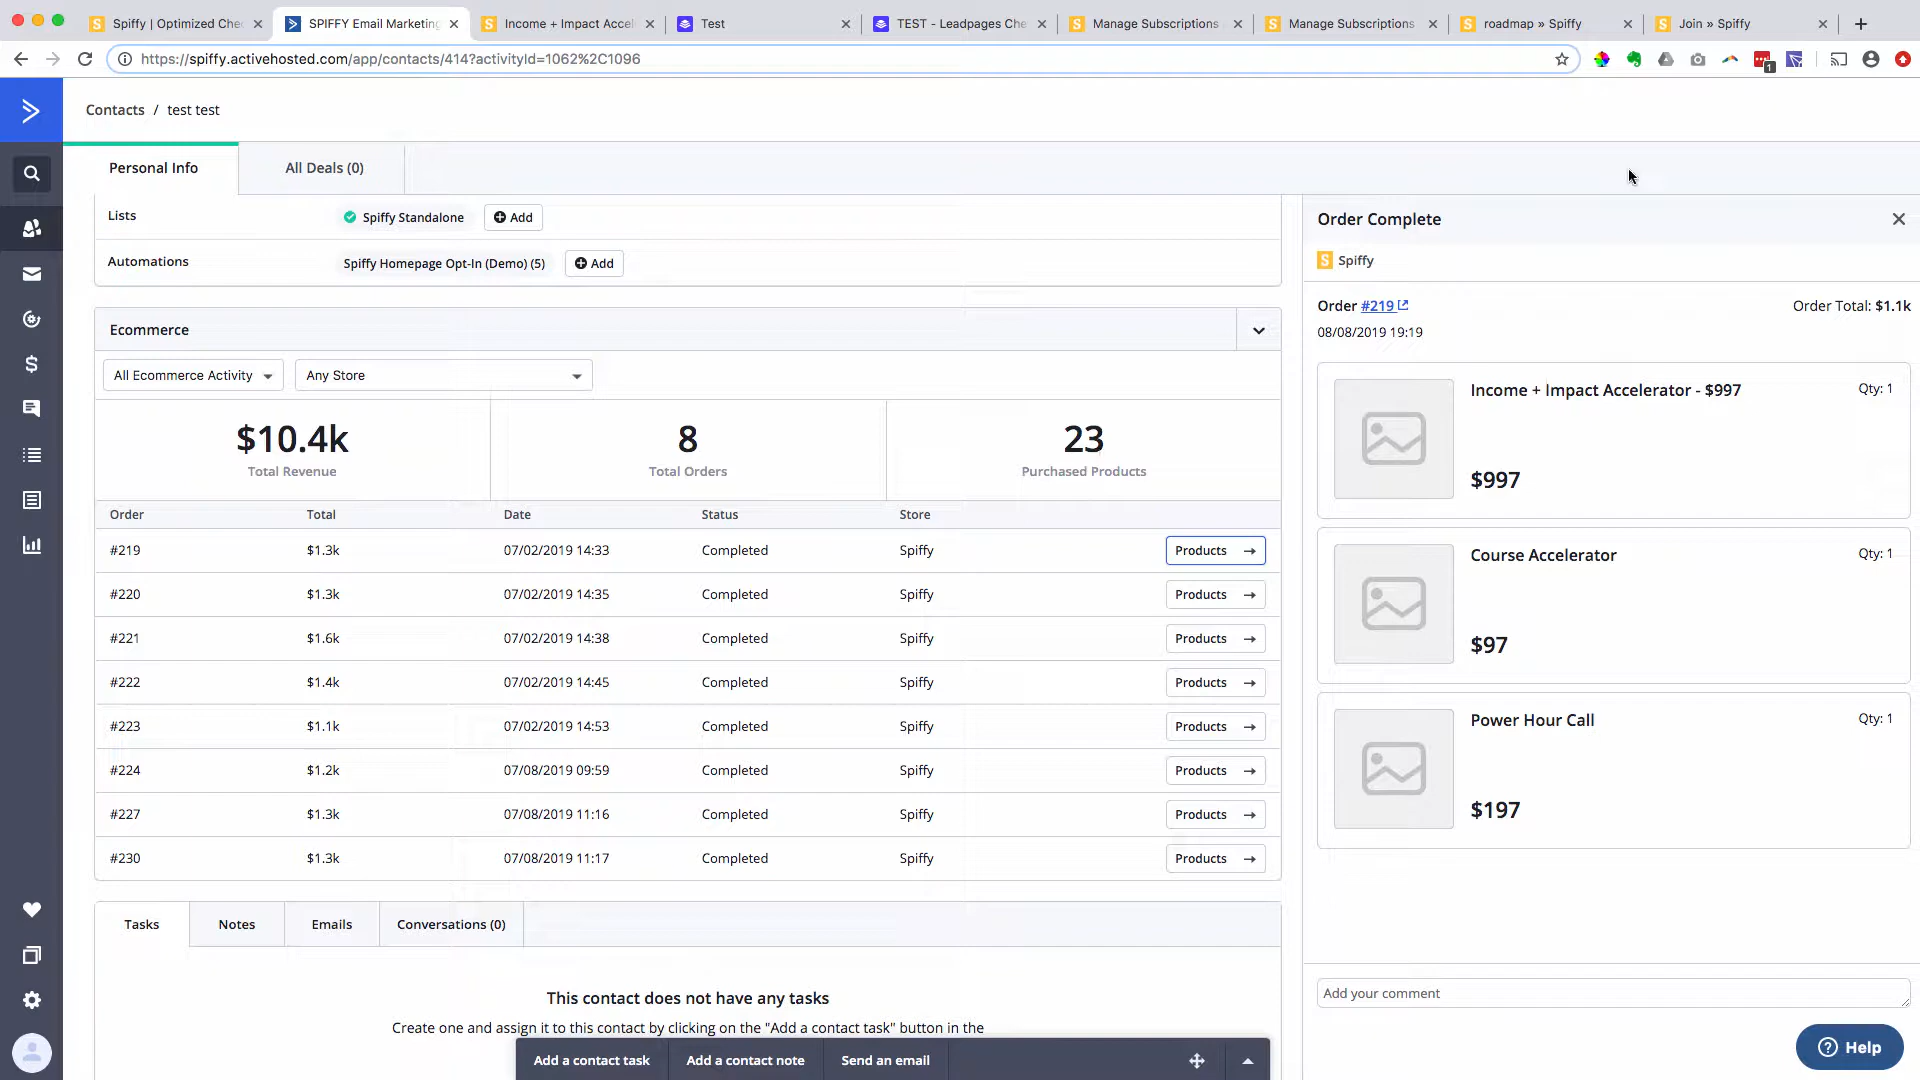 Spiffy | Optimized Che
SPIFFY Email Marketing
Income + Impact Accel
Test
TEST - Leadpages Che
Manage Subscriptions
Manage Subscriptions
roadmap » Spiffy
Join » Spiffy
https://spiffy.activehosted.com/app/contacts/414?activityId=1062%2C1096
1
Contacts / test test
Personal Info
All Deals (0)
Lists
Spiffy Standalone
Add
Automations
Spiffy Homepage Opt-In (Demo) (5)
Add
Ecommerce
All Ecommerce Activity
Any Store
$10.4k
Total Revenue
8
Total Orders
23
Purchased Products
Order Total Date Status Store
#219 $1.3k 07/02/2019 14:33 Completed Spiffy Products
#220 $1.3k 07/02/2019 14:35 Completed Spiffy Products
#221 $1.6k 07/02/2019 14:38 Completed Spiffy Products
#222 $1.4k 07/02/2019 14:45 Completed Spiffy Products
#223 $1.1k 07/02/2019 14:53 Completed Spiffy Products
#224 $1.2k 07/08/2019 09:59 Completed Spiffy Products
#227 $1.3k 07/08/2019 11:16 Completed Spiffy Products
#230 $1.3k 07/08/2019 11:17 Completed Spiffy Products
Tasks
Notes
Emails
Conversations (0)
This contact does not have any tasks
Create one and assign it to this contact by clicking on the "Add a contact task" button in the
Add a contact task
Add a contact note
Send an email
Order Complete
S Spiffy
Order #219
Order Total: $1.1k
08/08/2019 19:19
Income + Impact Accelerator - $997
Qty: 1
$997
Course Accelerator
Qty: 1
$97
Power Hour Call
Qty: 1
$197
Add your comment
Help